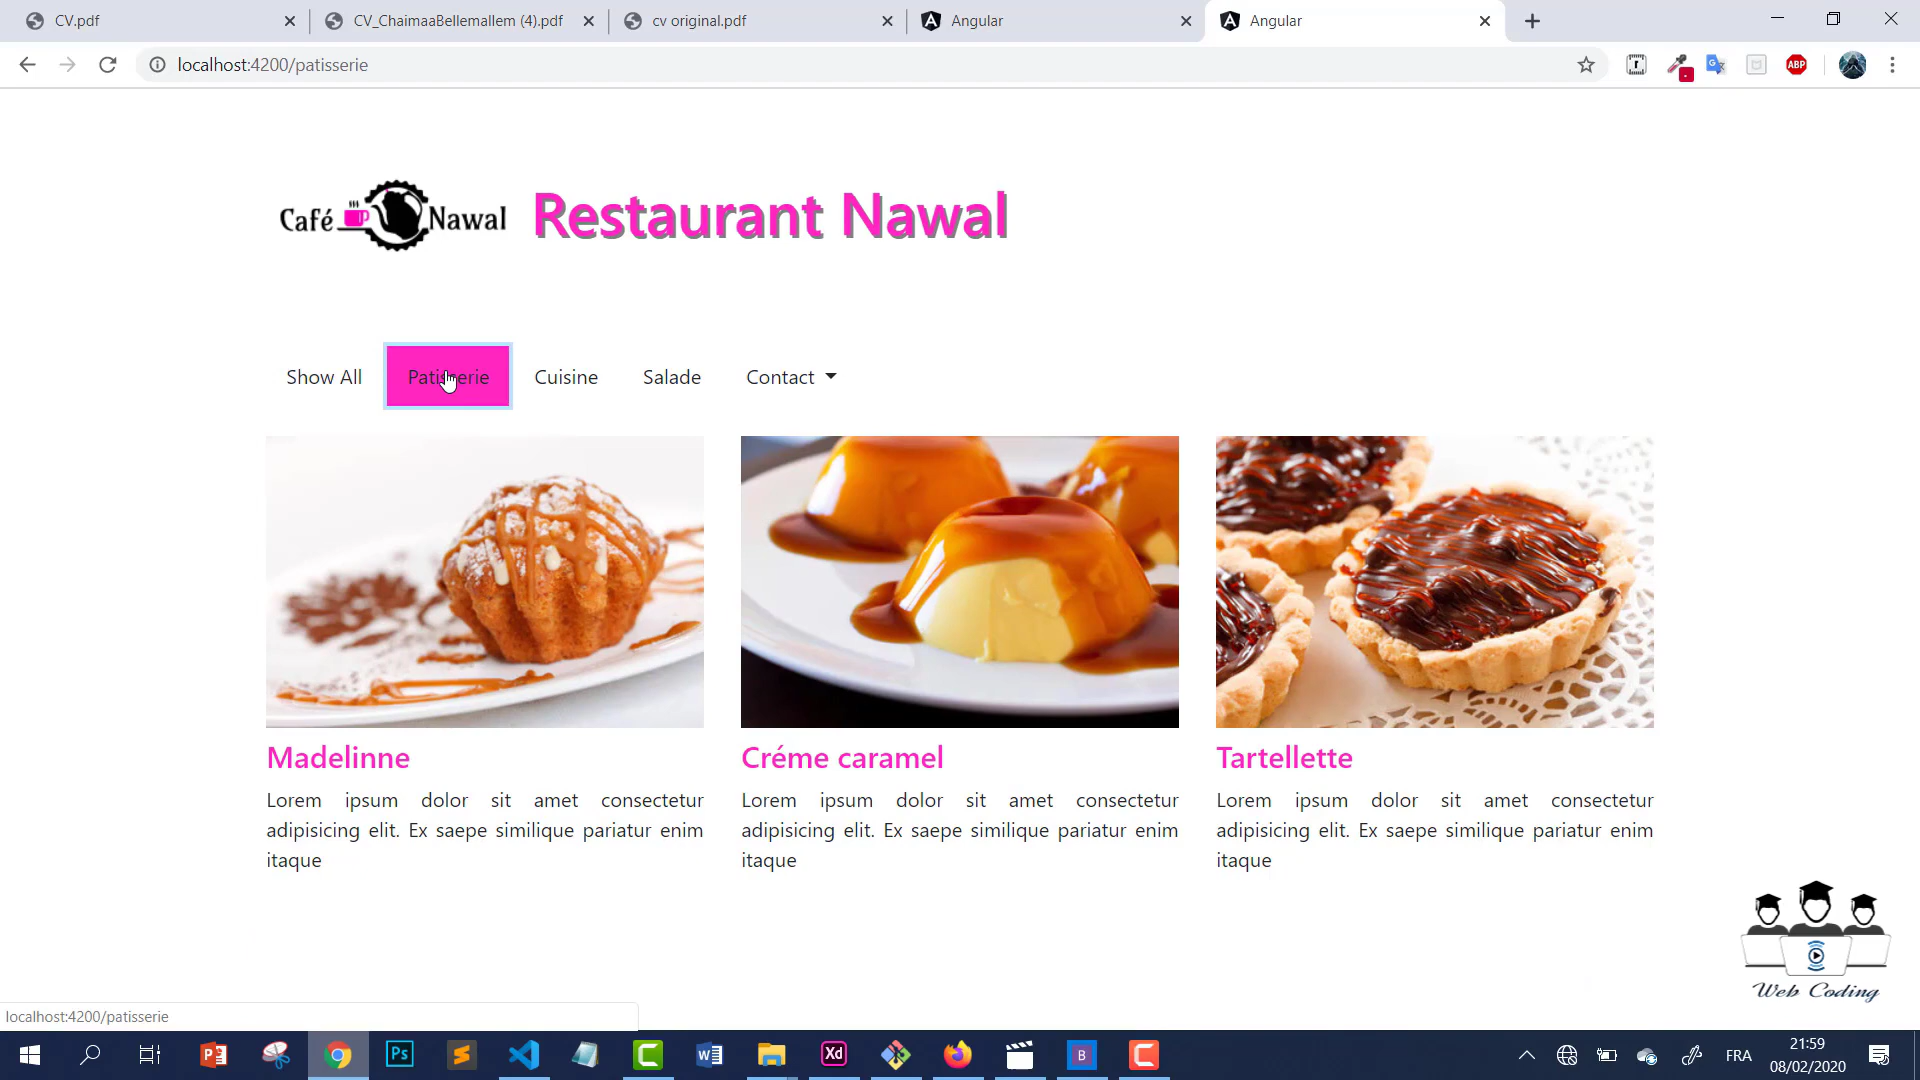 CV.pdf
CV_ChaimaaBellemallem (4).pdf
cv original.pdf
Angular
Angular
localhost:4200/patisserie
ABP
Café Nawal
Restaurant Nawal
Show All
Patisserie
Cuisine
Salade
Contact
Madelinne
Créme caramel
Tartellette
Lorem ipsum dolor sit amet consectetur
adipisicing elit. Ex saepe similique pariatur enim
itaque
Lorem ipsum dolor sit amet consectetur
adipisicing elit. Ex saepe similique pariatur enim
itaque
Lorem ipsum dolor sit amet consectetur
adipisicing elit. Ex saepe similique pariatur enim
itaque
Web Coding
localhost:4200/patisserie
Ps
Xd
B
FRA
21:59
08/02/2020